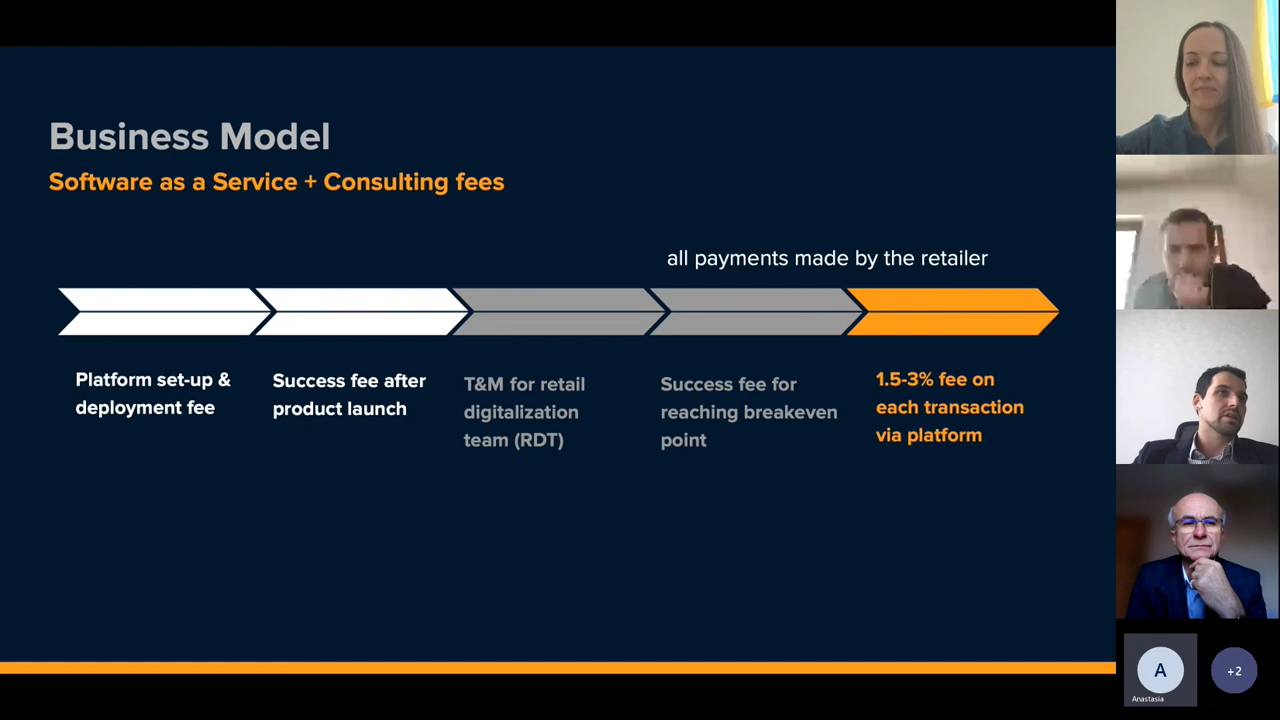 Business Model
Software as a Service + Consulting fees
all payments made by the retailer
Platform set-up &
deployment fee
Success fee after
product launch
T&M for retail
digitalization
team (RDT)
Success fee for
reaching breakeven
point
1.5-3% fee on
each transaction
via platform
A
Anastasia
+2